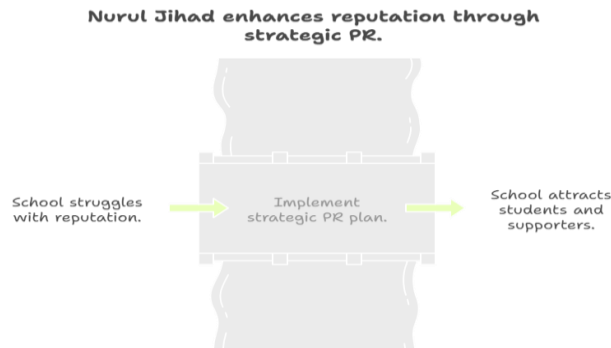 Nurul Jihad enhances reputation through
strategic PR.
School struggles
with reputation.
Implement
strategic PR plan.
School attracts
students and
supporters.